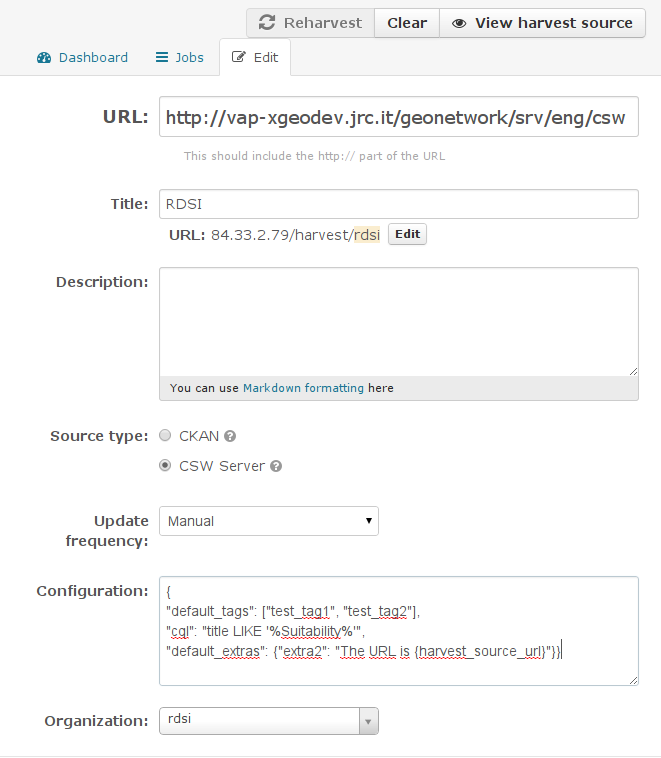 Reharvest Clear View harvest source
Dashboard Jobs Edit
URL: http://vap-xgeodev.jrc.it/geonetwork/srv/eng/csw
This should include the http:// part of the URL
Title: RDSI
URL: 84.33.2.79/harvest/rdsi Edit
Description:
You can use Markdown formatting here
Source type: CKAN ?
CSW Server ?
Update Manual
frequency:
Configuration: {
"default_tags": ["test_tag1", "test_tag2"],
"cql": "title LIKE '%Suitability%'",
"default_extras": {"extra2": "The URL is {harvest_source_url}"}}
Organization: rdsi